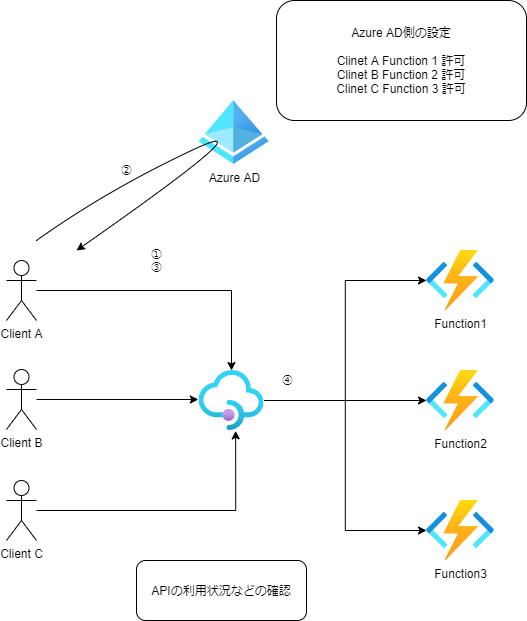 Azure AD側の設定
Clinet A Function 1 許可
Clinet B Function 2 許可
Clinet C Function 3 許可
Azure AD
②
①
③
Client A
Function1
④
Client B
Function2
Client C
Function3
APIの利用状況などの確認